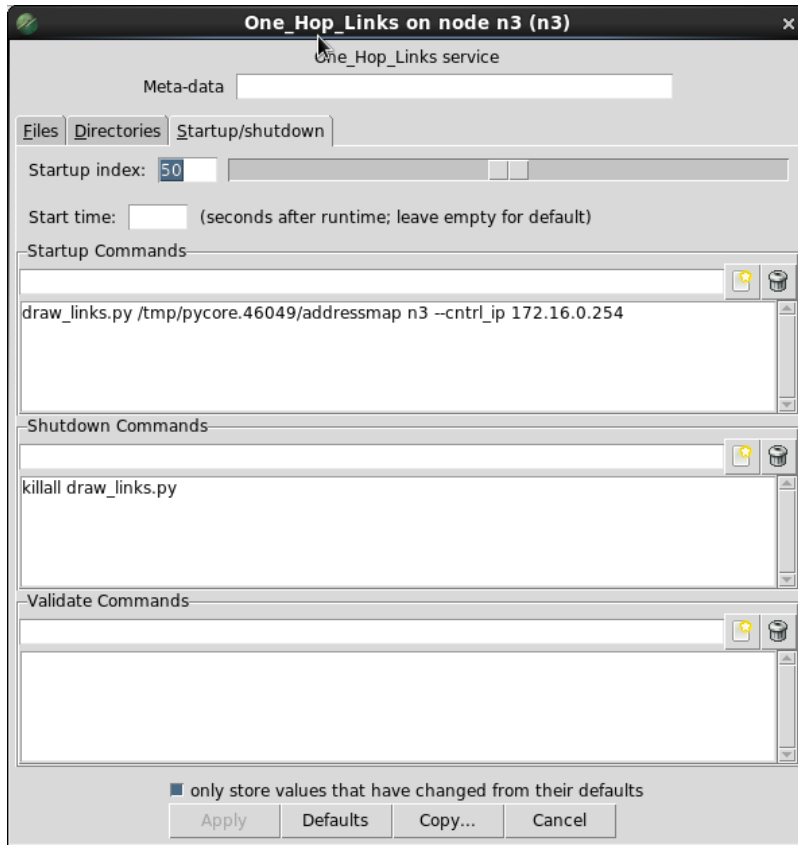 One_Hop_Links on node n3 (n3)
One_Hop_Links service
Meta-data
Files Directories Startup/shutdown
Startup index: 50
Start time: (seconds after runtime; leave empty for default)
Startup Commands
draw_links.py /tmp/pycore.46049/addressmap n3 --cntrl_ip 172.16.0.254
Shutdown Commands
killall draw_links.py
Validate Commands
only store values that have changed from their defaults
Apply Defaults Copy... Cancel